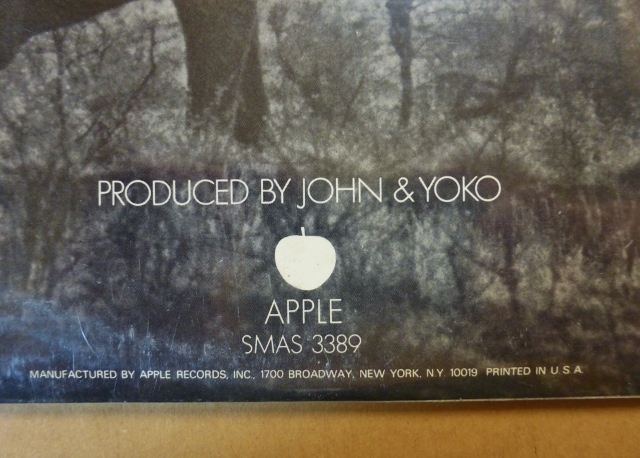 PRODUCED BY JOHN & YOKO
APPLE
SMAS 3389
MANUFACTURED BY APPLE RECORDS, INC., 1700 BROADWAY, NEW YORK, N.Y. 10019 PRINTED IN U.S.A.